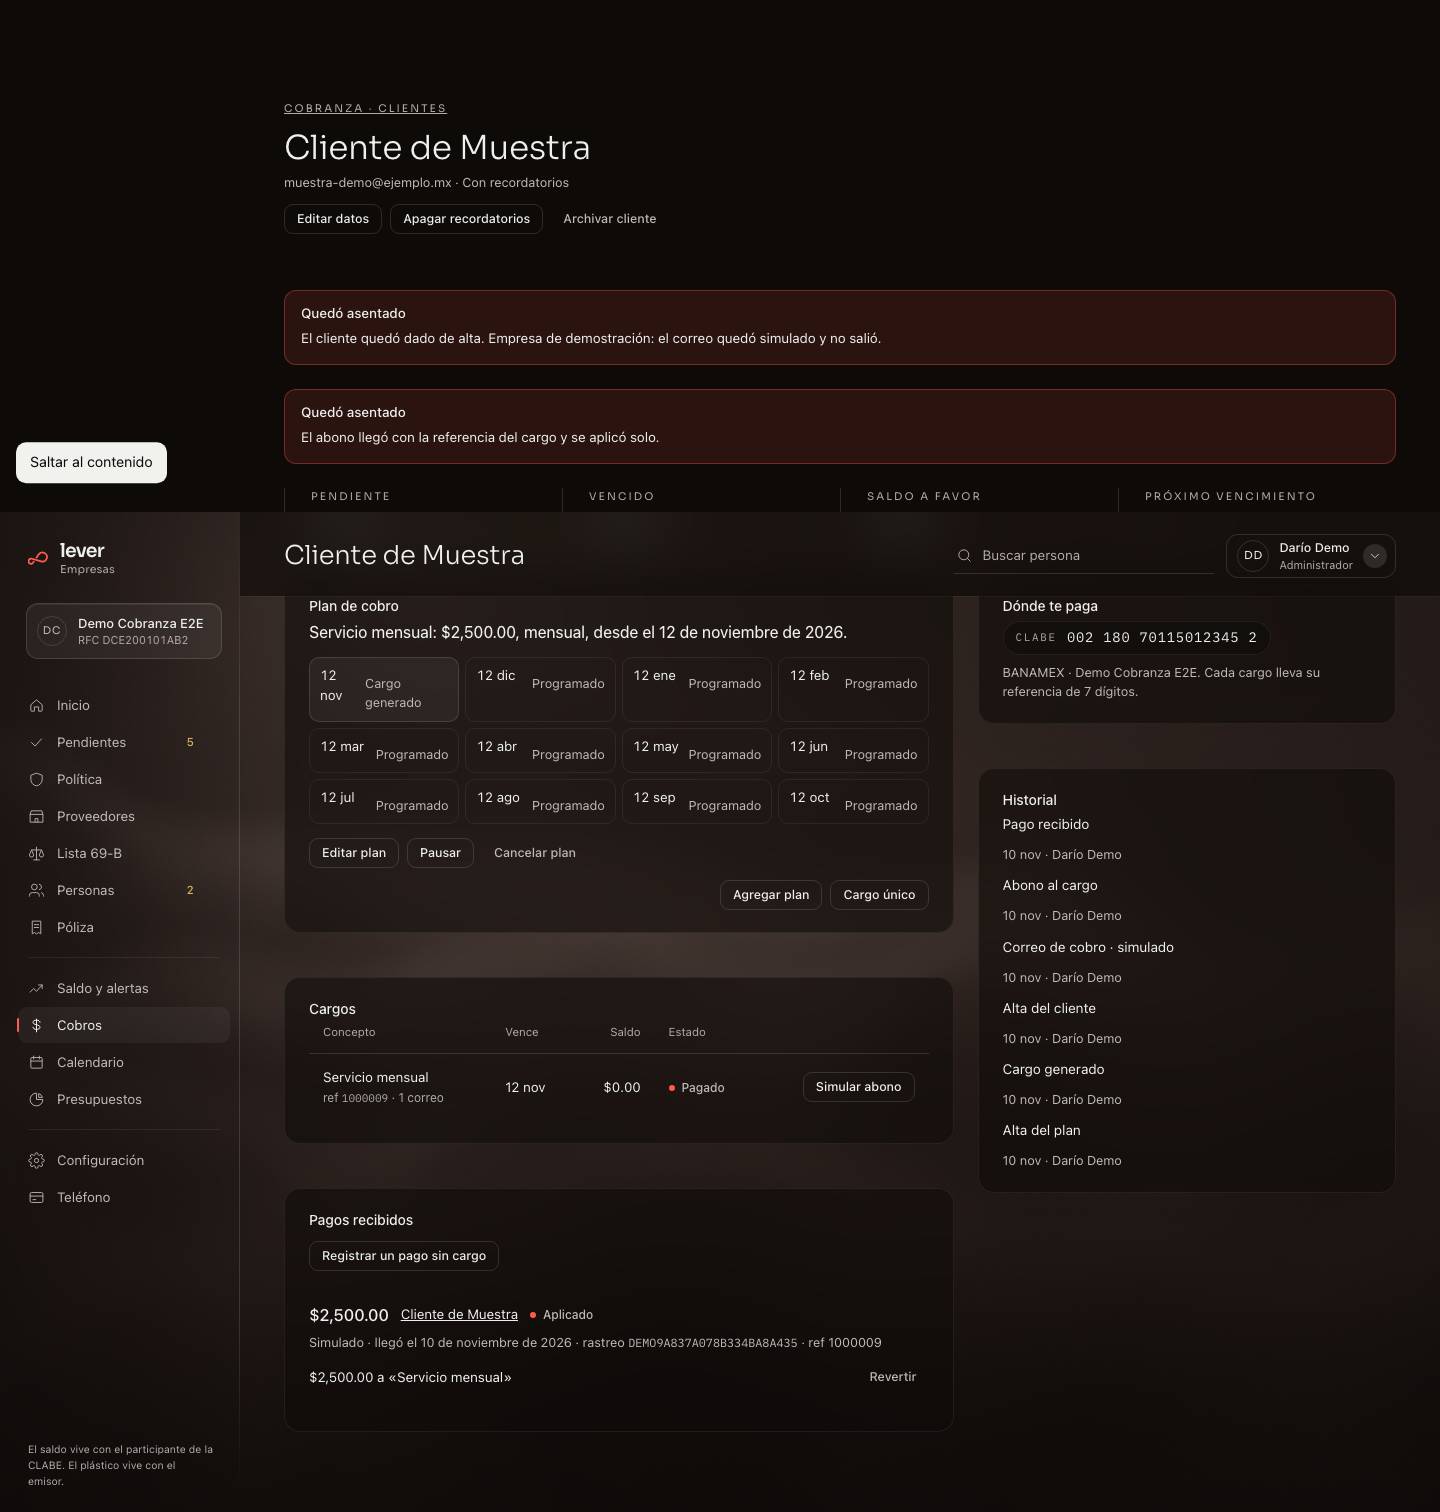 COBRANZA · CLIENTES
Cliente de Muestra
muestra-demo@ejemplo.mx · Con recordatorios
Editar datos
Apagar recordatorios
Archivar cliente
Quedó asentado
El cliente quedó dado de alta. Empresa de demostración: el correo quedó simulado y no salió.
Quedó asentado
El abono llegó con la referencia del cargo y se aplicó solo.
Saltar al contenido
PENDIENTE
VENCIDO
SALDO A FAVOR
PRÓXIMO VENCIMIENTO
lever
Empresas
DC
Demo Cobranza E2E
RFC DCE200101AB2
Inicio
Pendientes 5
Política
Proveedores
Lista 69-B
Personas 2
Póliza
Saldo y alertas
Cobros
Calendario
Presupuestos
Configuración
Teléfono
El saldo vive con el participante de la
CLABE. El plástico vive con el
emisor.
Cliente de Muestra
Buscar persona
DD
Darío Demo
Administrador
Plan de cobro
Servicio mensual: $2,500.00, mensual, desde el 12 de noviembre de 2026.
12
nov
Cargo
generado
12 dic Programado
12 ene Programado
12 feb Programado
12 mar Programado
12 abr Programado
12 may Programado
12 jun Programado
12 jul Programado
12 ago Programado
12 sep Programado
12 oct Programado
Editar plan
Pausar
Cancelar plan
Agregar plan
Cargo único
Cargos
Concepto Vence Saldo Estado
Servicio mensual
ref 1000009 · 1 correo
12 nov
$0.00
Pagado
Simular abono
Pagos recibidos
Registrar un pago sin cargo
$2,500.00 Cliente de Muestra Aplicado
Simulado · llegó el 10 de noviembre de 2026 · rastreo DEMO9A837A078B334BA8A435 · ref 1000009
$2,500.00 a «Servicio mensual»
Revertir
Dónde te paga
CLABE 002 180 70115012345 2
BANAMEX · Demo Cobranza E2E. Cada cargo lleva su
referencia de 7 dígitos.
Historial
Pago recibido
10 nov · Darío Demo
Abono al cargo
10 nov · Darío Demo
Correo de cobro · simulado
10 nov · Darío Demo
Alta del cliente
10 nov · Darío Demo
Cargo generado
10 nov · Darío Demo
Alta del plan
10 nov · Darío Demo